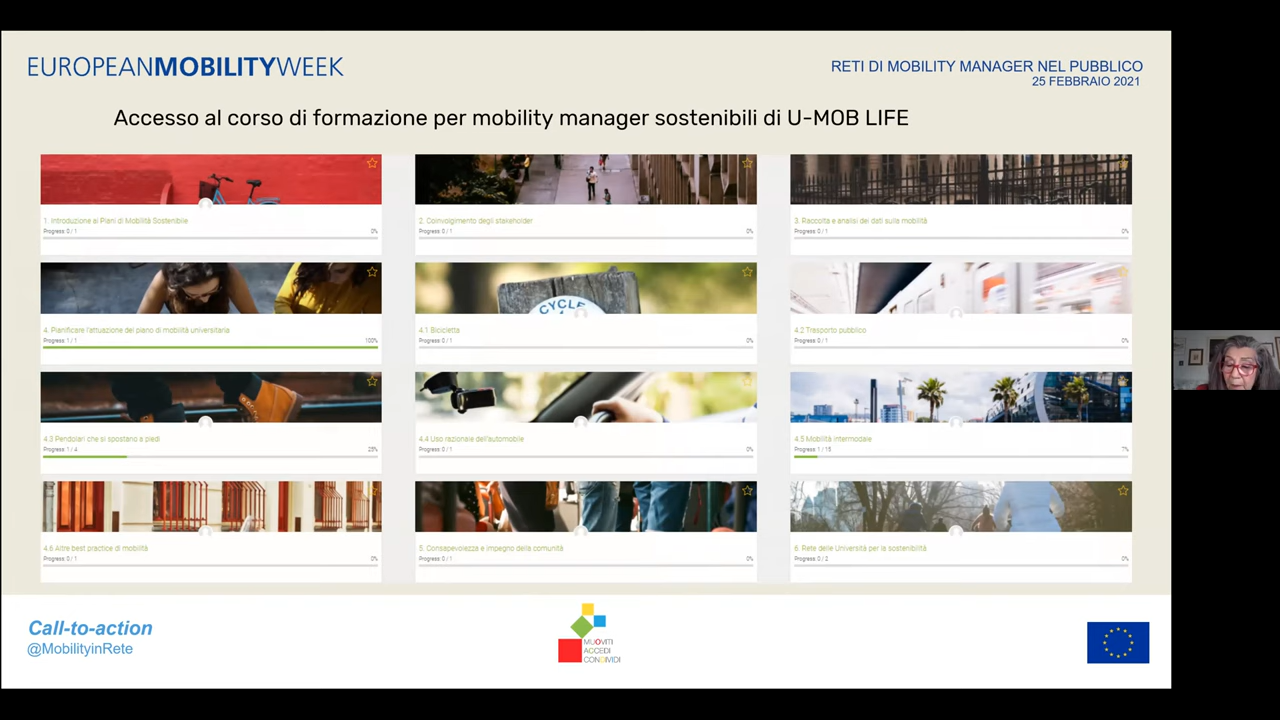 EUROPEANMOBILITYWEEK
RETI DI MOBILITY MANAGER NEL PUBBLICO
25 FEBBRAIO 2021
Accesso al corso di formazione per mobility manager sostenibili di U-MOB LIFE
1. Introduzione ai Piani di Mobilità Sostenibile
Progress: 0 / 1 0%
2. Coinvolgimento degli stakeholder
Progress: 0 / 1 0%
3. Raccolta e analisi dei dati sulla mobilità
Progress: 0 / 1 0%
CYCLE
4. Pianificare l'attuazione del piano di mobilità universitaria
Progress: 1 / 1 100%
4.1 Bicicletta
Progress: 0 / 1 0%
4.2 Trasporto pubblico
Progress: 0 / 1 0%
4.3 Pendolari che si spostano a piedi
Progress: 1 / 4 25%
4.4 Uso razionale dell'automobile
Progress: 0 / 1 0%
4.5 Mobilità intermodale
Progress: 1 / 15 7%
4.6 Altre best practice di mobilità
Progress: 0 / 1 0%
5. Consapevolezza e impegno della comunità
Progress: 0 / 1 0%
6. Rete delle Università per la sostenibilità
Progress: 0 / 2 0%
Call-to-action
@MobilityinRete
MUOVITI
ACCEDI
CONDIVIDI